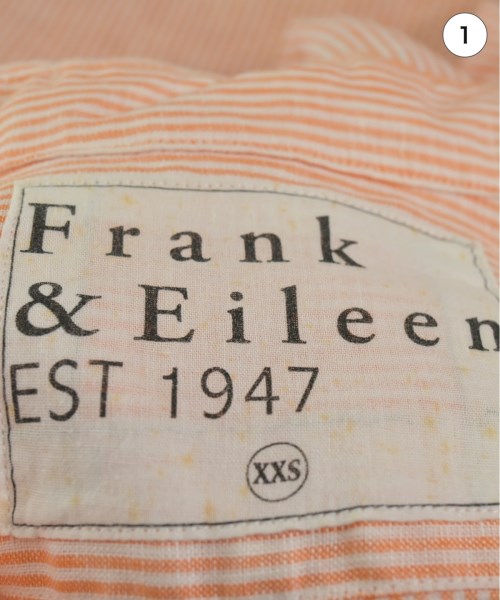 1
Frank
& Eileen
EST 1947
XXS